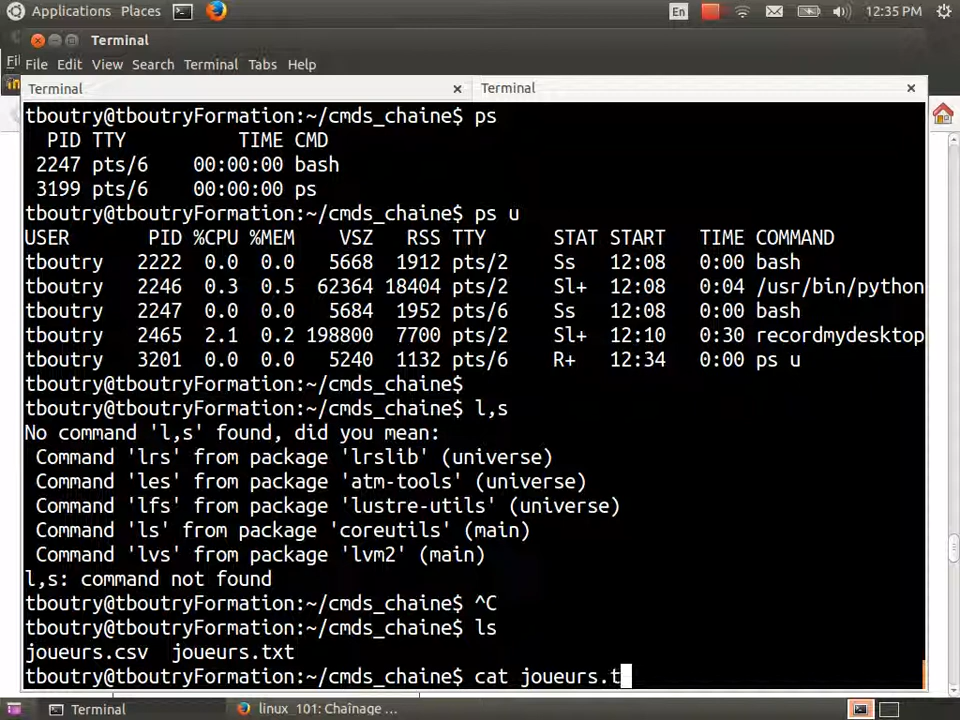 Applications Places En 12:35 PM
Terminal
File Edit View Search Terminal Tabs Help
Terminal × Terminal ×
tboutry@tboutryFormation:~/cmds_chaine$ ps
PID TTY TIME CMD
2247 pts/6 00:00:00 bash
3199 pts/6 00:00:00 ps
tboutry@tboutryFormation:~/cmds_chaine$ ps u
USER PID %CPU %MEM VSZ RSS TTY STAT START TIME COMMAND
tboutry 2222 0.0 0.0 5668 1912 pts/2 Ss 12:08 0:00 bash
tboutry 2246 0.3 0.5 62364 18404 pts/2 Sl+ 12:08 0:04 /usr/bin/python
tboutry 2247 0.0 0.0 5684 1952 pts/6 Ss 12:08 0:00 bash
tboutry 2465 2.1 0.2 198800 7700 pts/2 Sl+ 12:10 0:30 recordmydesktop
tboutry 3201 0.0 0.0 5240 1132 pts/6 R+ 12:34 0:00 ps u
tboutry@tboutryFormation:~/cmds_chaine$
tboutry@tboutryFormation:~/cmds_chaine$ l,s
No command 'l,s' found, did you mean:
Command 'lrs' from package 'lrslib' (universe)
Command 'les' from package 'atm-tools' (universe)
Command 'lfs' from package 'lustre-utils' (universe)
Command 'ls' from package 'coreutils' (main)
Command 'lvs' from package 'lvm2' (main)
l,s: command not found
tboutry@tboutryFormation:~/cmds_chaine$ ^C
tboutry@tboutryFormation:~/cmds_chaine$ ls
joueurs.csv joueurs.txt
tboutry@tboutryFormation:~/cmds_chaine$ cat joueurs.t
Terminal linux_101: Chaînage ...